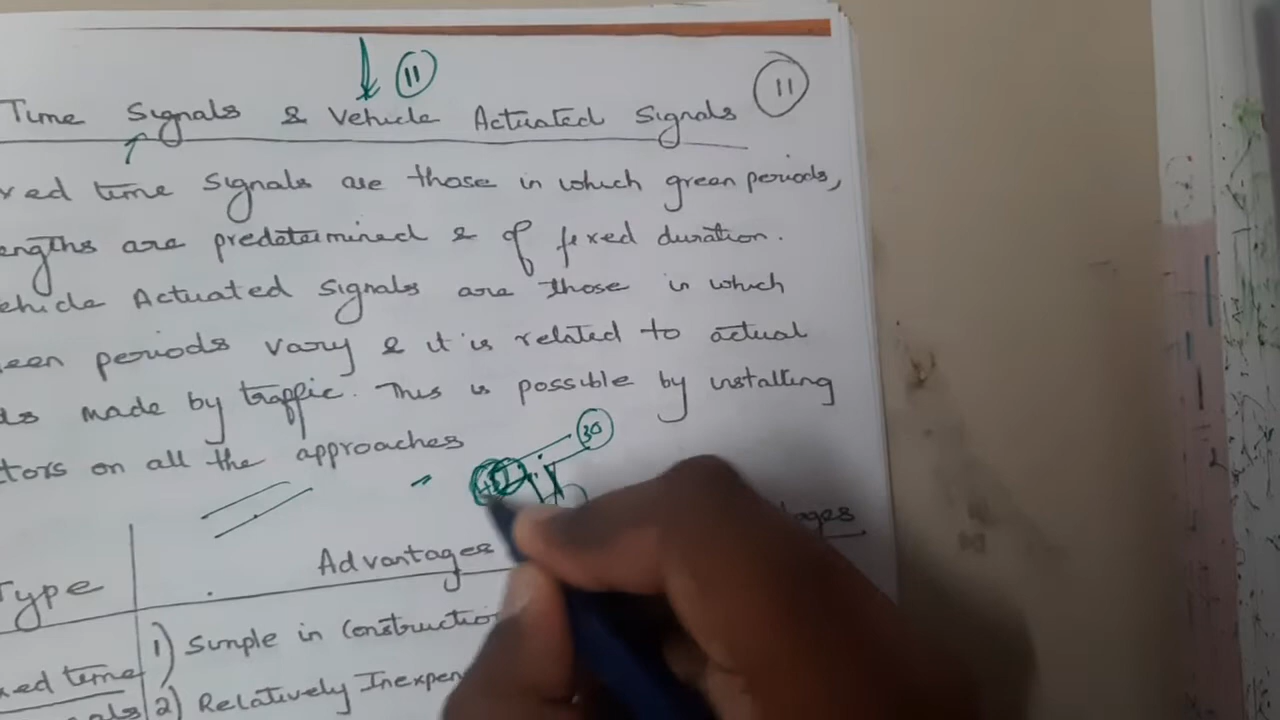 11
Time Signals & Vehicle Actuated Signals 11
xed time signals are those in which green periods,
engths are predetermined & of fixed duration.
ehicle Actuated signals are those in which
een periods vary & it is related to actual
ds made by traffic. This is possible by installing
tors on all the approaches
30
Type Advantages ages
1) Simple in Construction
xed time
2) Relatively Inexpen
nals